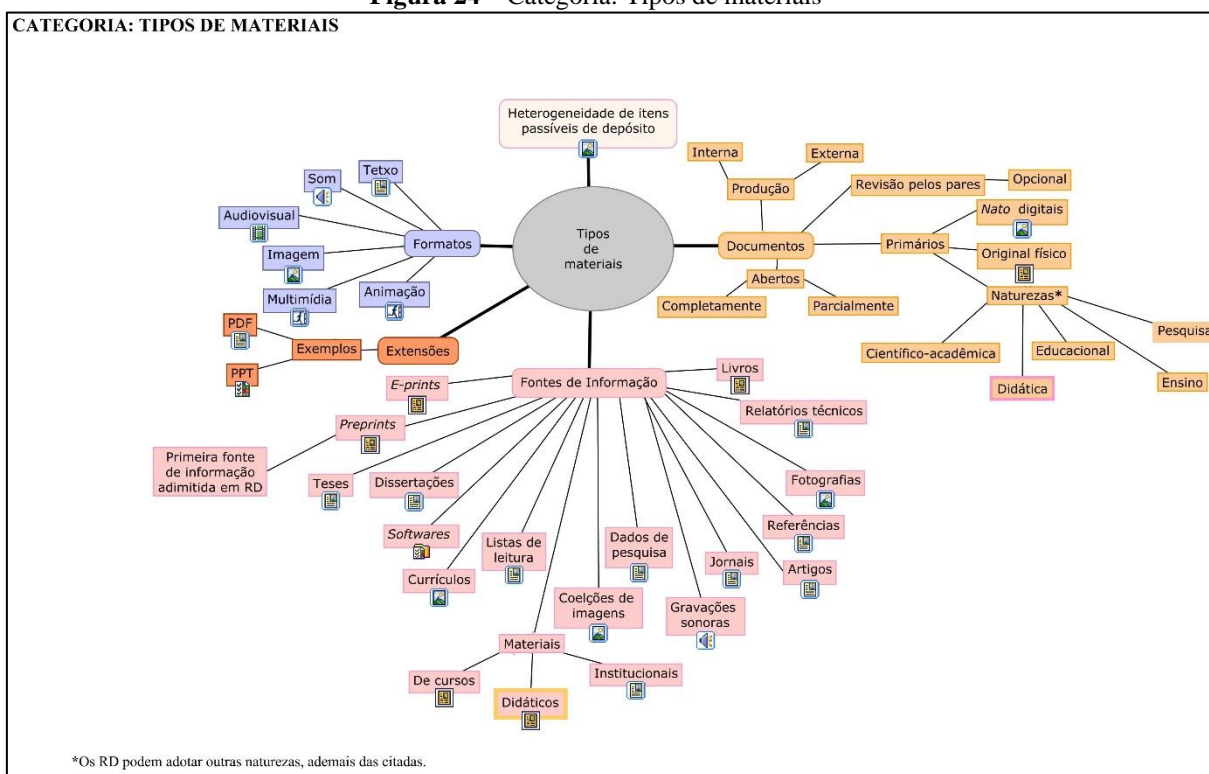 Figura 24 – Categoria: Tipos de materiais
CATEGORIA: TIPOS DE MATERIAIS
Heterogeneidade de itens
passíveis de depósito
Tipos
de
materiais
Formatos
Tetxo
Som
Audiovisual
Imagem
Multimídia
Animação
Extensões
Exemplos
PDF
PPT
Documentos
Produção
Interna
Externa
Revisão pelos pares
Opcional
Primários
Nato digitais
Original físico
Naturezas*
Científico-acadêmica
Didática
Educacional
Ensino
Pesquisa
Abertos
Completamente
Parcialmente
Fontes de Informação
E-prints
Preprints
Primeira fonte
de informação
adimitida em RD
Teses
Dissertações
Softwares
Currículos
Listas de
leitura
Materiais
De cursos
Didáticos
Institucionais
Coelções de
imagens
Dados de
pesquisa
Gravações
sonoras
Jornais
Artigos
Referências
Fotografias
Relatórios técnicos
Livros
*Os RD podem adotar outras naturezas, ademais das citadas.